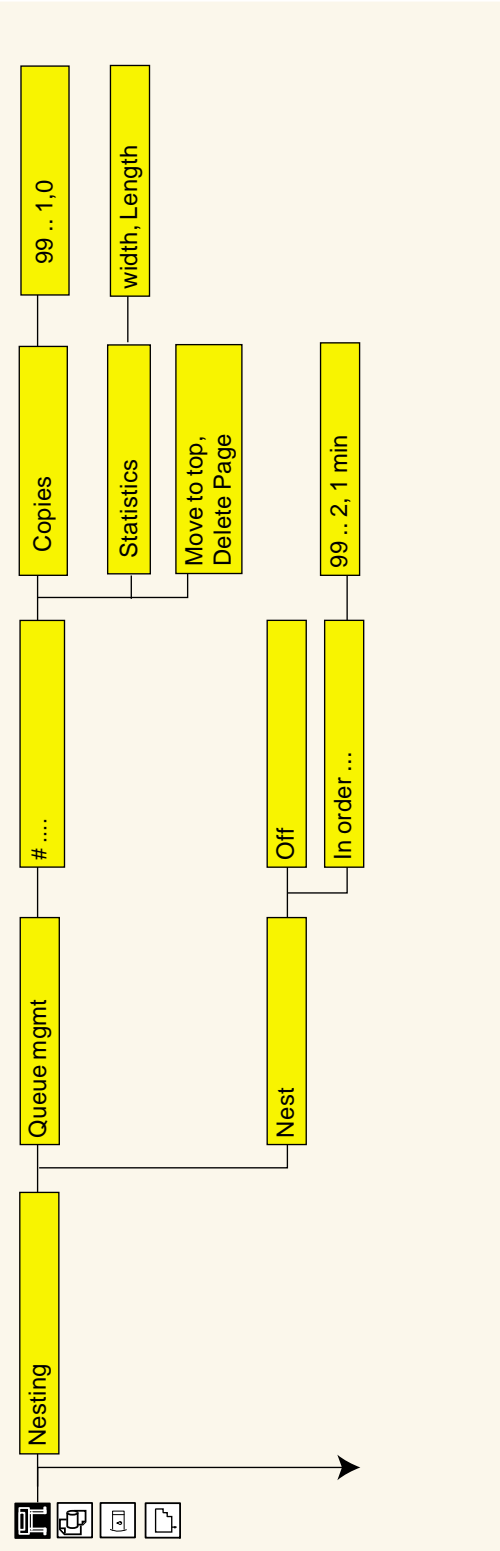 Nesting
Queue mgmt
# ....
Copies
99 .. 1,0
Statistics
width, Length
Move to top,
Delete Page
Nest
Off
In order ...
99 .. 2, 1 min